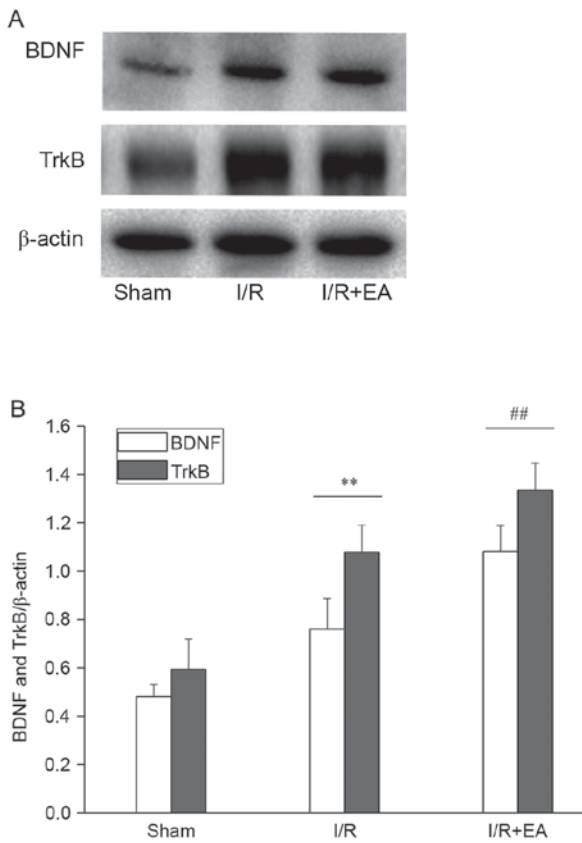 A
BDNF
TrkB
β-actin
Sham I/R I/R+EA
B
BDNF and TrkB/β-actin
1.6
1.4
1.2
1.0
0.8
0.6
0.4
0.2
0.0
BDNF
TrkB
**
##
Sham I/R I/R+EA